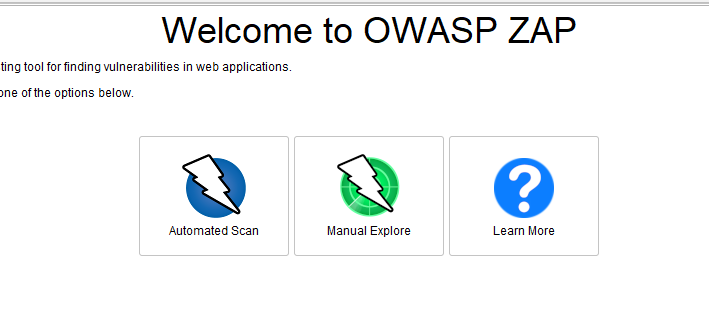 Welcome to OWASP ZAP
ting tool for finding vulnerabilities in web applications.
one of the options below.
Automated Scan
Manual Explore
Learn More